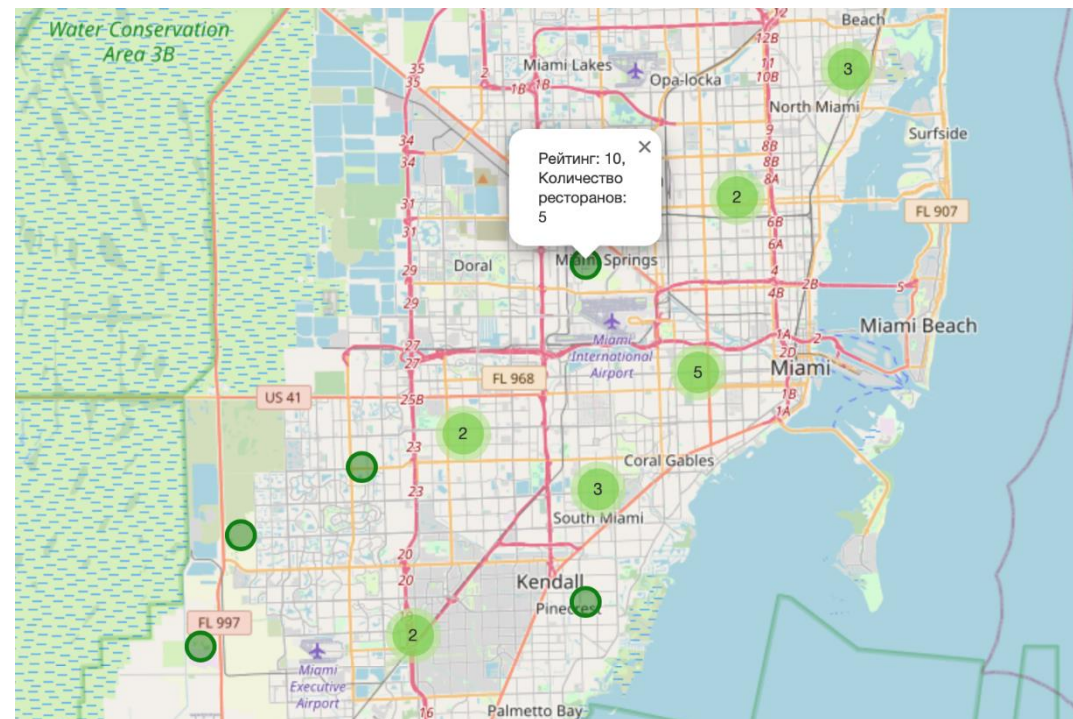 Water Conservation
Area 3B
12
Beach
12B
3
11
10B
35
35
2
1B
1B
Miami Lakes
Opa-locka
North Miami
Surfside
9
8B
8B
8A
34
34
Рейтинг: 10,
Количество
ресторанов:
5
2
FL 907
31
31
6B
6A
Doral
Miami Springs
29
29
4
4B
2B
5
Miami
International
Airport
1A
2
2D
Miami Beach
Miami
27
27
FL 968
5
US 41
25B
1B
1A
2
23
23
Coral Gables
3
South Miami
20
20
Kendall
Pinecrest
FL 997
2
Miami
Executive
Airport
16
Palmetto Bay